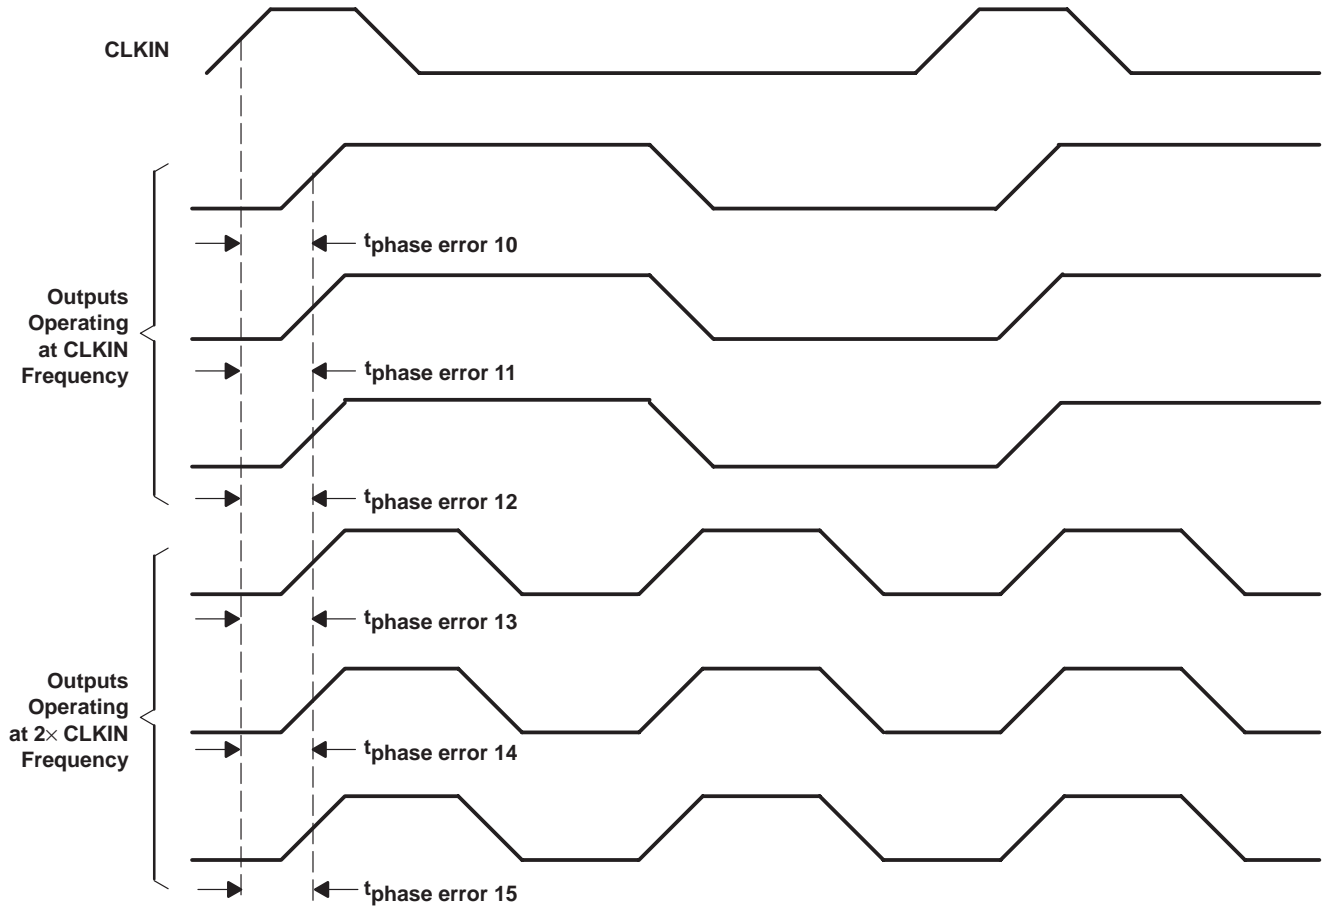 CLKIN
tphase error 10
Outputs
Operating
at CLKIN
Frequency
tphase error 11
tphase error 12
tphase error 13
Outputs
Operating
at 2× CLKIN
Frequency
tphase error 14
tphase error 15